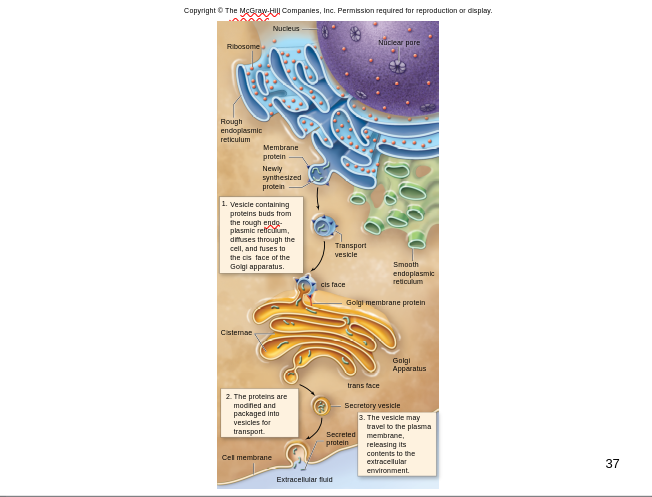 Copyright © The McGraw-Hill Companies, Inc. Permission required for reproduction or display.
Nucleus
Nuclear pore
Ribosome
Rough
endoplasmic
reticulum
Membrane
protein
Newly
synthesized
protein
1. Vesicle containing
proteins buds from
the rough endo-
plasmic reticulum,
diffuses through the
cell, and fuses to
the cis face of the
Golgi apparatus.
Transport
vesicle
Smooth
endoplasmic
reticulum
cis face
Golgi membrane protein
Cisternae
Golgi
Apparatus
trans face
2. The proteins are
modified and
packaged into
vesicles for
transport.
Secretory vesicle
3. The vesicle may
travel to the plasma
membrane,
releasing its
contents to the
extracellular
environment.
Secreted
protein
Cell membrane
Extracellular fluid
37